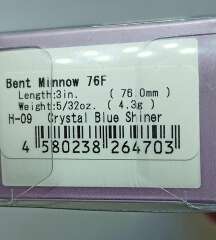 Bent Minnow 76F
Length:3in. ( 76.0mm )
Weight:5/32oz. ( 4.3g )
H-09 Crystal Blue Shiner
4 580238 264703